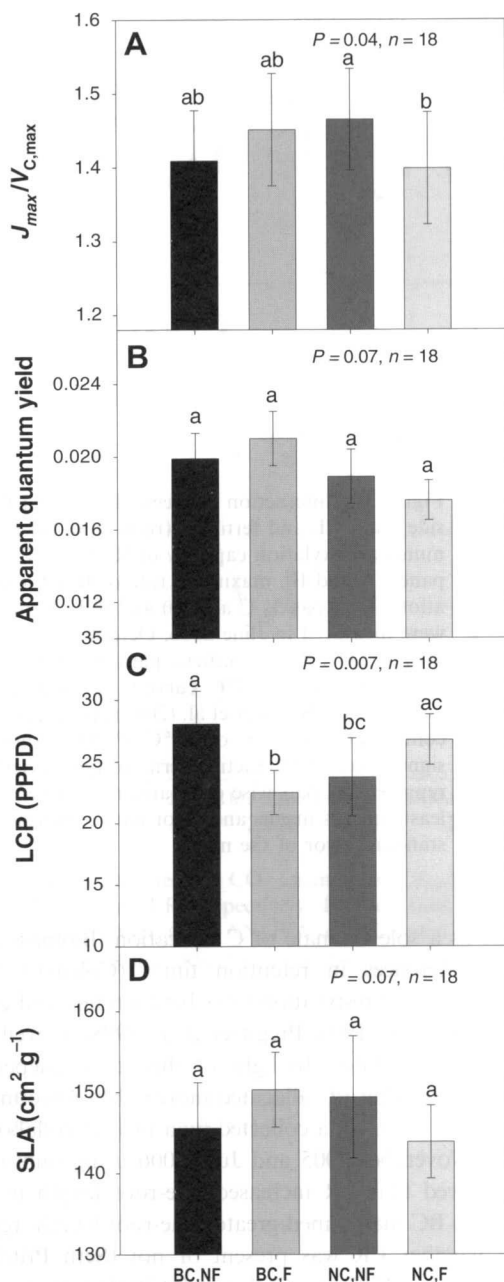 A
P = 0.04, n = 18
Jmax/VC,max
1.6
1.5
1.4
1.3
1.2
ab
ab
a
b
B
P = 0.07, n = 18
Apparent quantum yield
0.024
0.020
0.016
0.012
a
a
a
a
C
P = 0.007, n = 18
LCP (PPFD)
35
30
25
20
15
10
a
b
bc
ac
D
P = 0.07, n = 18
SLA (cm² g⁻¹)
160
150
140
130
a
a
a
a
BC,NF
BC,F
NC,NF
NC,F